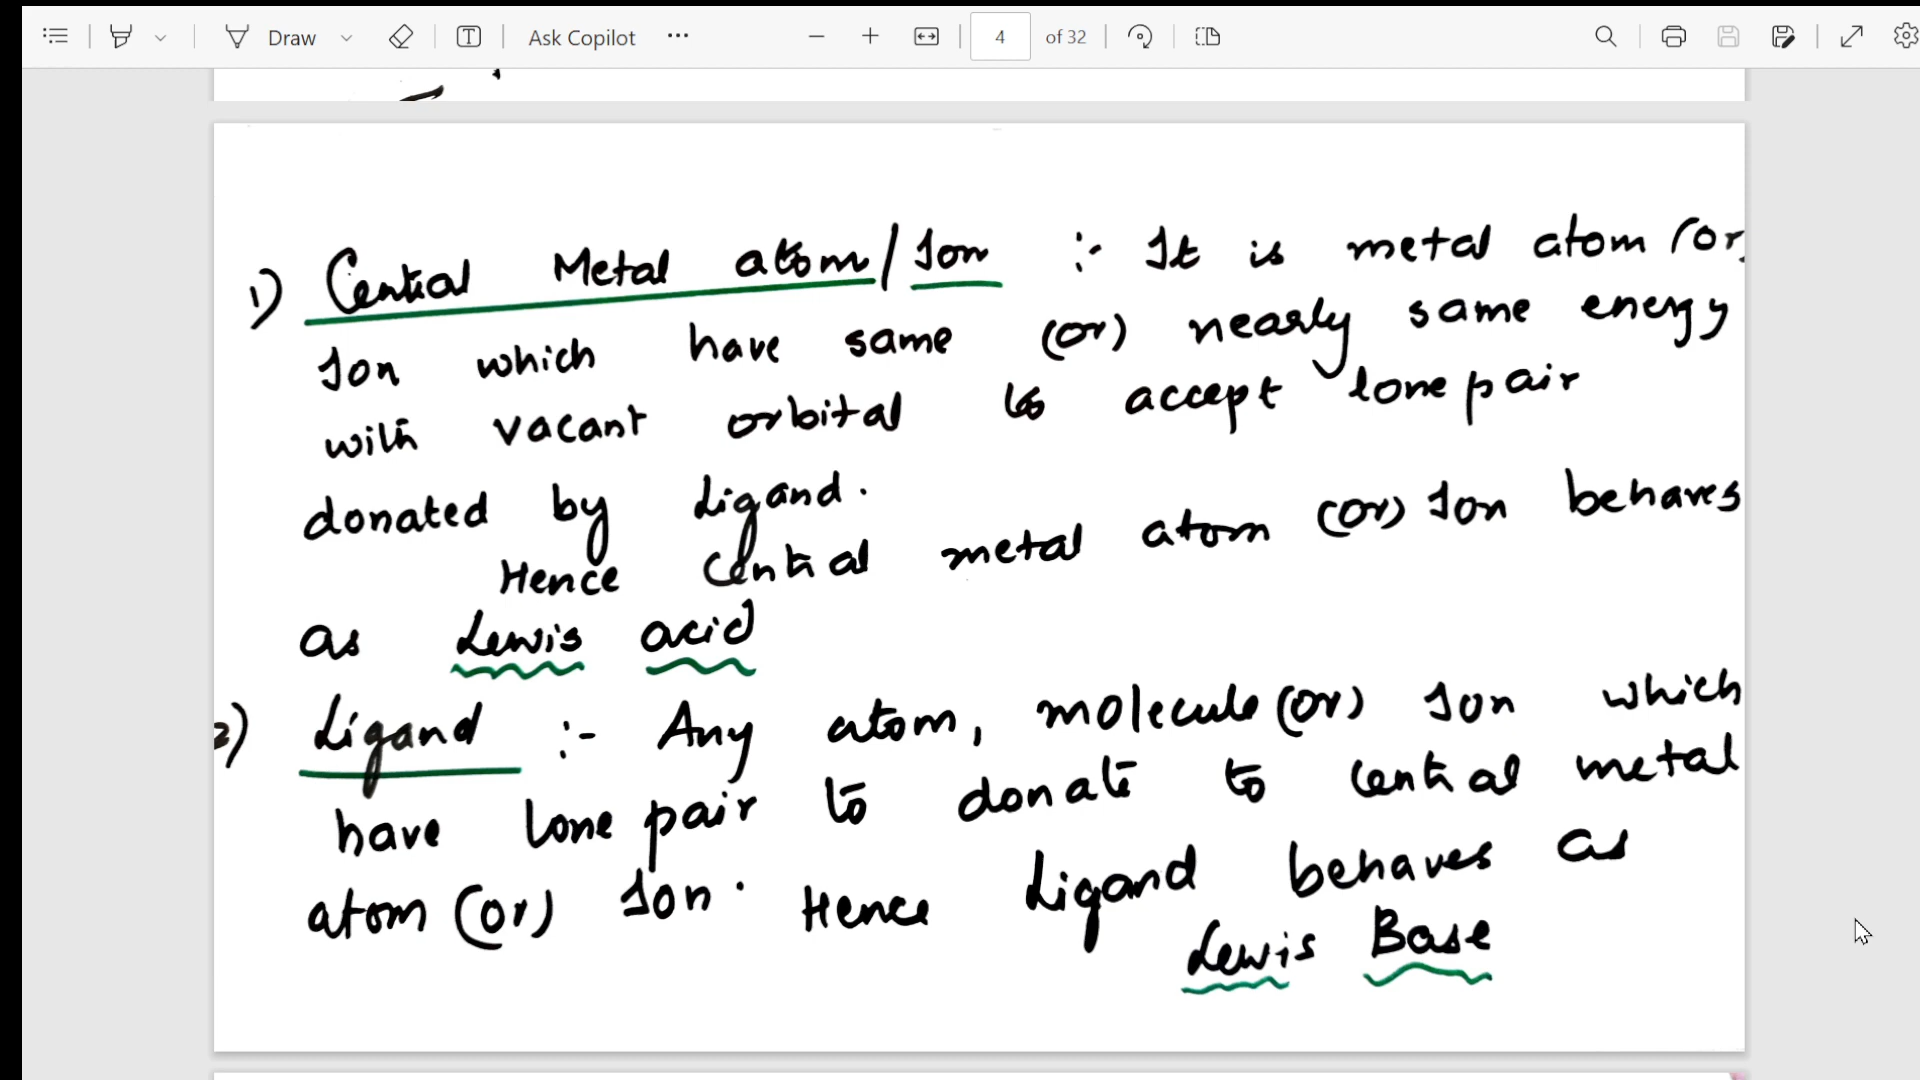 Draw
Ask Copilot
4 of 32
1) Central Metal atom/Ion :- It is metal atom (or)
Ion which have same (or) nearly same energy
with vacant orbital to accept lone pair
donated by Ligand.
Hence Central metal atom (or) Ion behaves
as Lewis acid
2) Ligand :- Any atom, molecule (or) Ion which
have lone pair to donate to Central metal
atom (or) Ion. Hence Ligand behaves as
Lewis Base